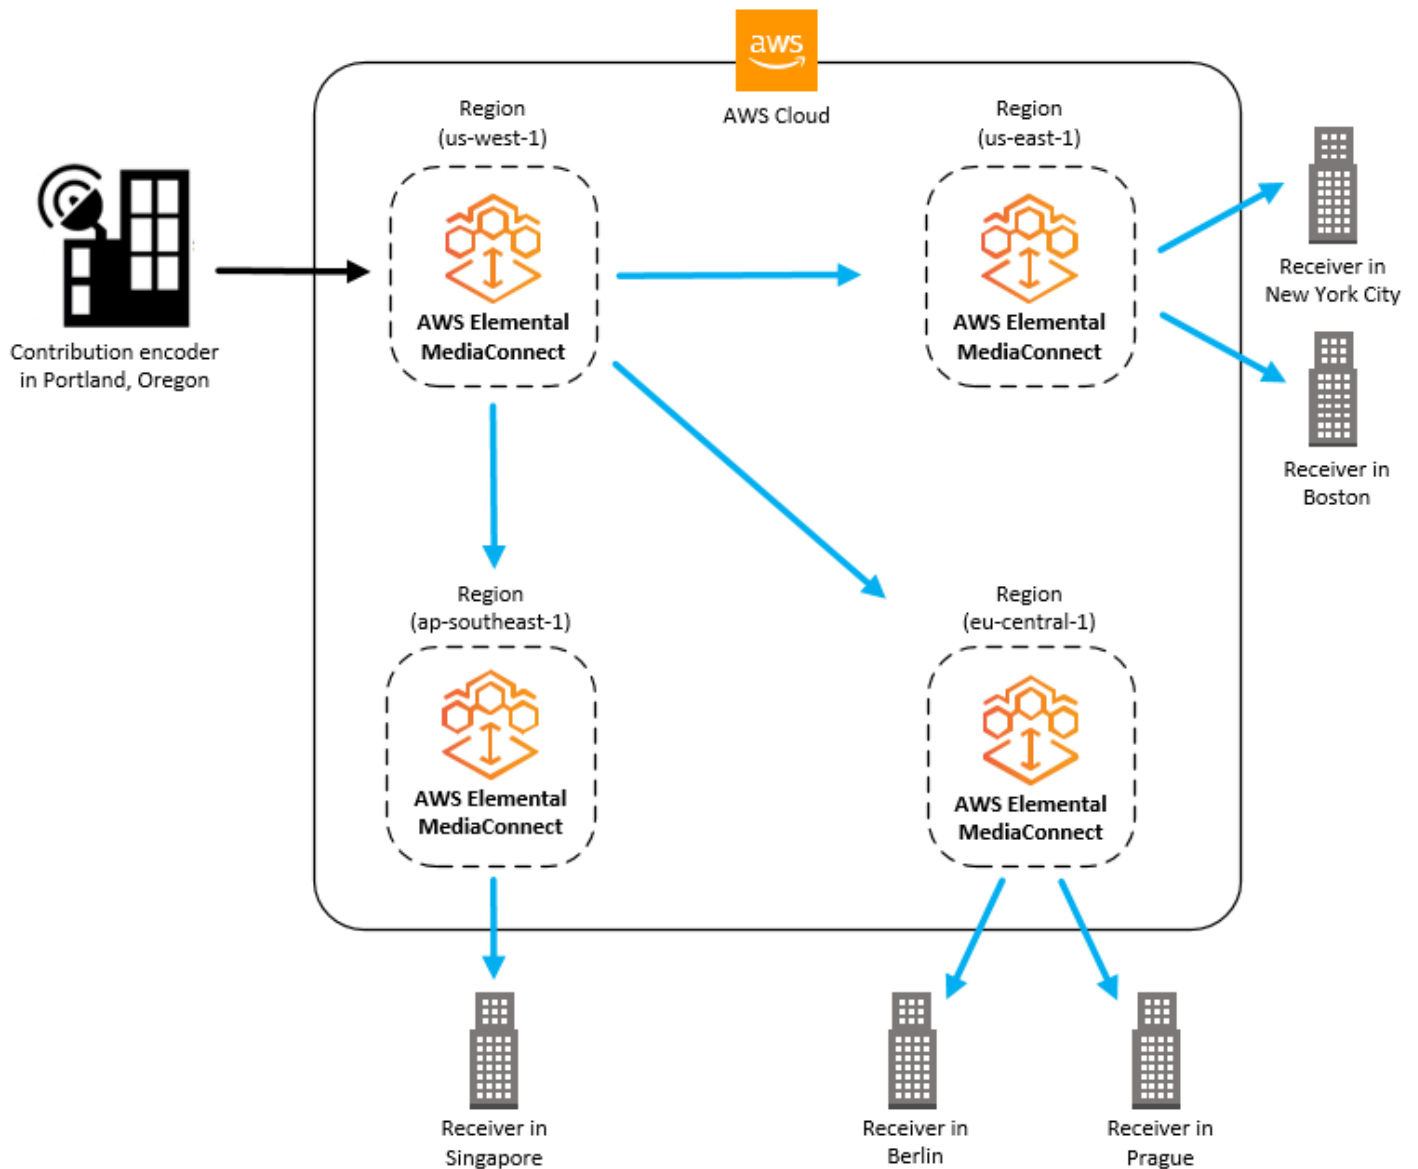 aws
AWS Cloud
Region
(us-west-1)
AWS Elemental
MediaConnect
Region
(us-east-1)
AWS Elemental
MediaConnect
Contribution encoder
in Portland, Oregon
Receiver in
New York City
Receiver in
Boston
Region
(ap-southeast-1)
AWS Elemental
MediaConnect
Region
(eu-central-1)
AWS Elemental
MediaConnect
Receiver in
Singapore
Receiver in
Berlin
Receiver in
Prague